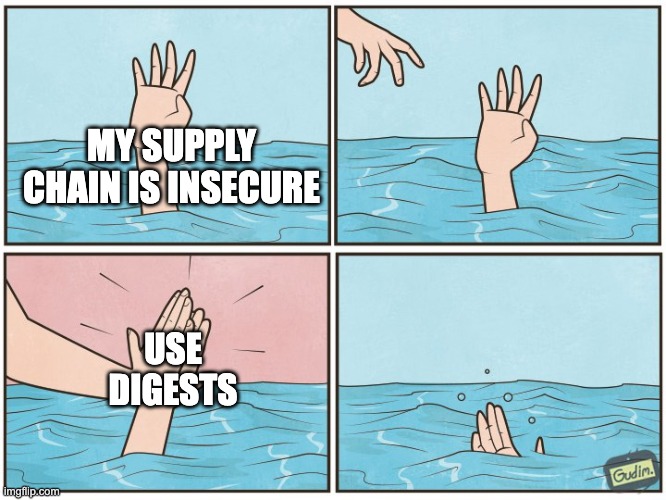 MY SUPPLY
CHAIN IS INSECURE
USE
DIGESTS
Gudim.
imgflip.com